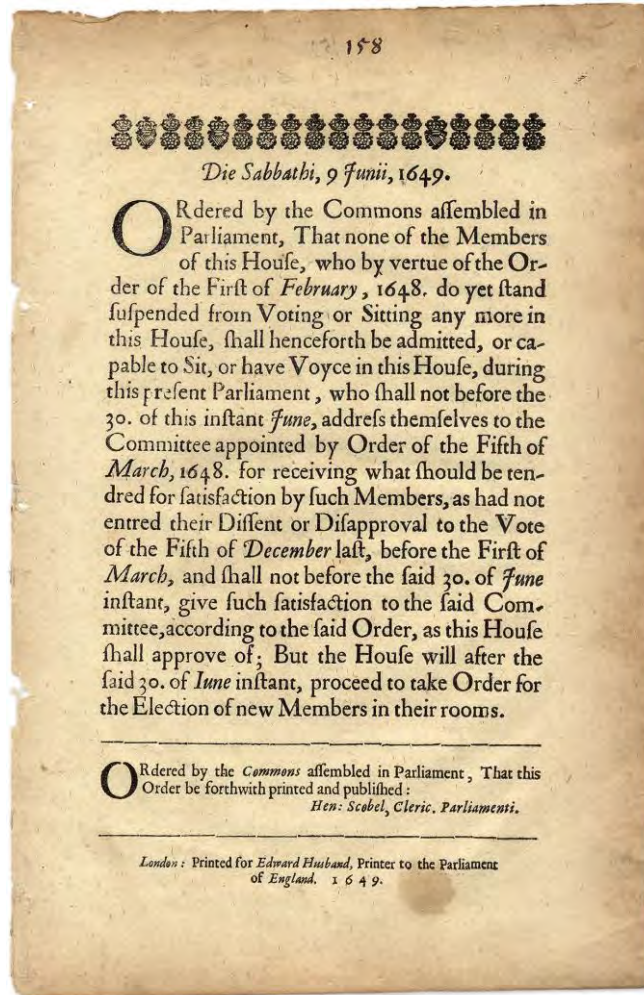 158
Die Sabbathi, 9 Junii, 1649.
ORdered by the Commons aſſembled in
Parliament, That none of the Members
of this Houſe, who by vertue of the Or-
der of the Firſt of February, 1648. do yet ſtand
ſuſpended from Voting or Sitting any more in
this Houſe, ſhall henceforth be admitted, or ca-
pable to Sit, or have Voyce in this Houſe, during
this preſent Parliament, who ſhall not before the
30. of this inſtant June, addreſs themſelves to the
Committee appointed by Order of the Fifth of
March, 1648. for receiving what ſhould be ten-
dred for ſatisfaction by ſuch Members, as had not
entred their Diſſent or Diſapproval to the Vote
of the Fifth of December laſt, before the Firſt of
March, and ſhall not before the ſaid 30. of June
inſtant, give ſuch ſatisfaction to the ſaid Com-
mittee, according to the ſaid Order, as this Houſe
ſhall approve of; But the Houſe will after the
ſaid 30. of Iune inſtant, proceed to take Order for
the Election of new Members in their rooms.
ORdered by the Commons aſſembled in Parliament, That this
Order be forthwith printed and publiſhed:
Hen: Scobel, Cleric. Parliamenti.
London: Printed for Edward Husband, Printer to the Parliament
of England. 1649.